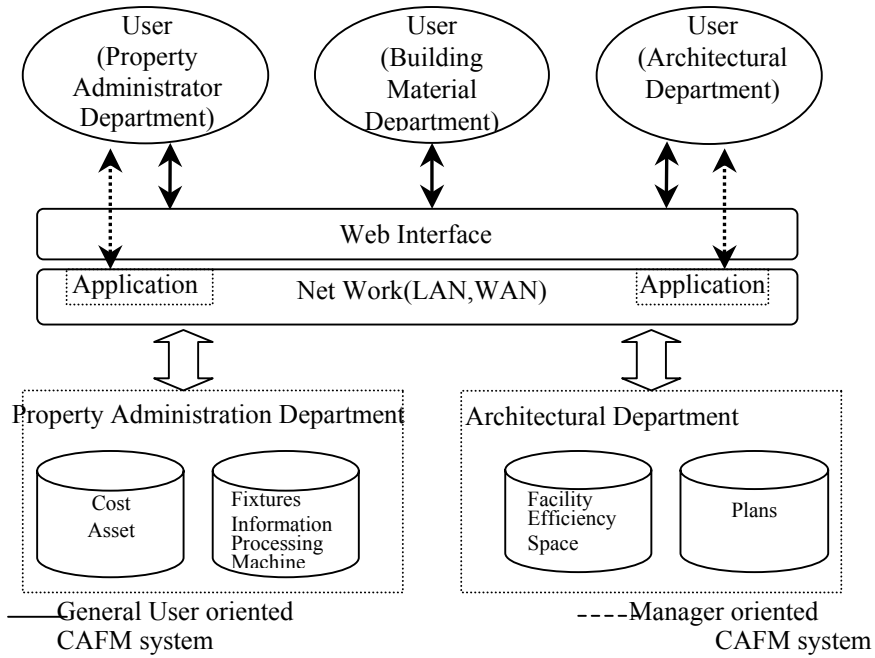 User
(Property
Administrator
Department)
User
(Building
Material
Department)
User
(Architectural
Department)
Web Interface
Application
Net Work(LAN,WAN)
Application
Property Administration Department
Cost
Asset
Fixtures
Information
Processing
Machine
Architectural Department
Facility
Efficiency
Space
Plans
General User oriented
CAFM system
Manager oriented
CAFM system